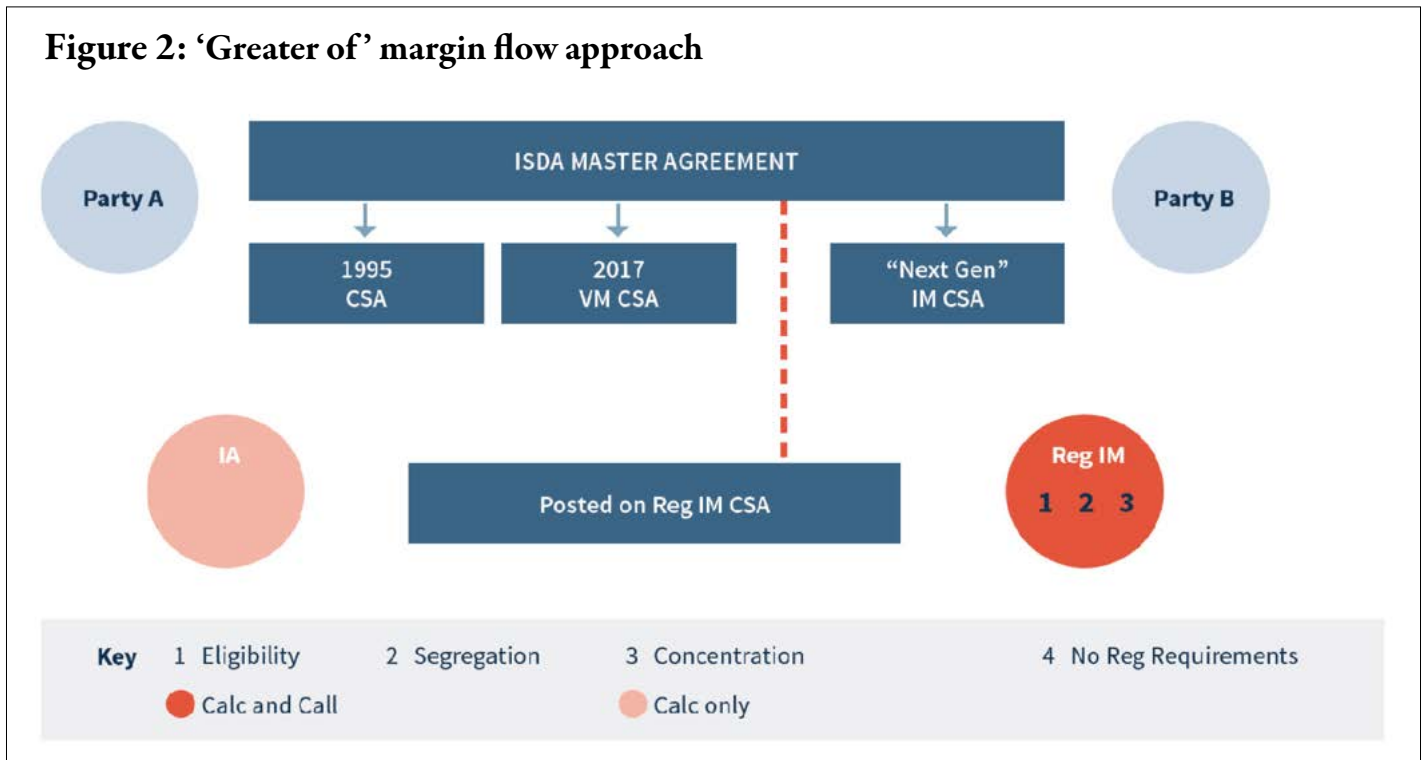 Figure 2: ‘Greater of’ margin flow approach
Party A
ISDA MASTER AGREEMENT
Party B
1995
CSA
2017
VM CSA
“Next Gen”
IM CSA
IA
Posted on Reg IM CSA
Reg IM
1 2 3
Key 1 Eligibility 2 Segregation 3 Concentration 4 No Reg Requirements
Calc and Call Calc only